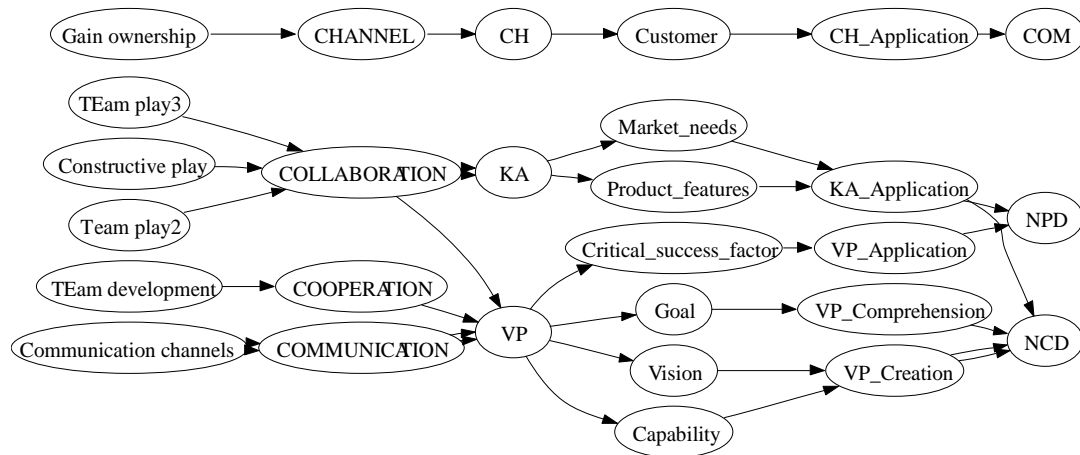 Gain ownership
CHANNEL
CH
Customer
CH_Application
COM
TEam play3
Constructive play
Team play2
COLLABORATION
KA
Market_needs
Product_features
KA_Application
NPD
Critical_success_factor
VP_Application
TEam development
COOPERATION
Communication channels
COMMUNICATION
VP
Goal
VP_Comprehension
NCD
Vision
VP_Creation
Capability